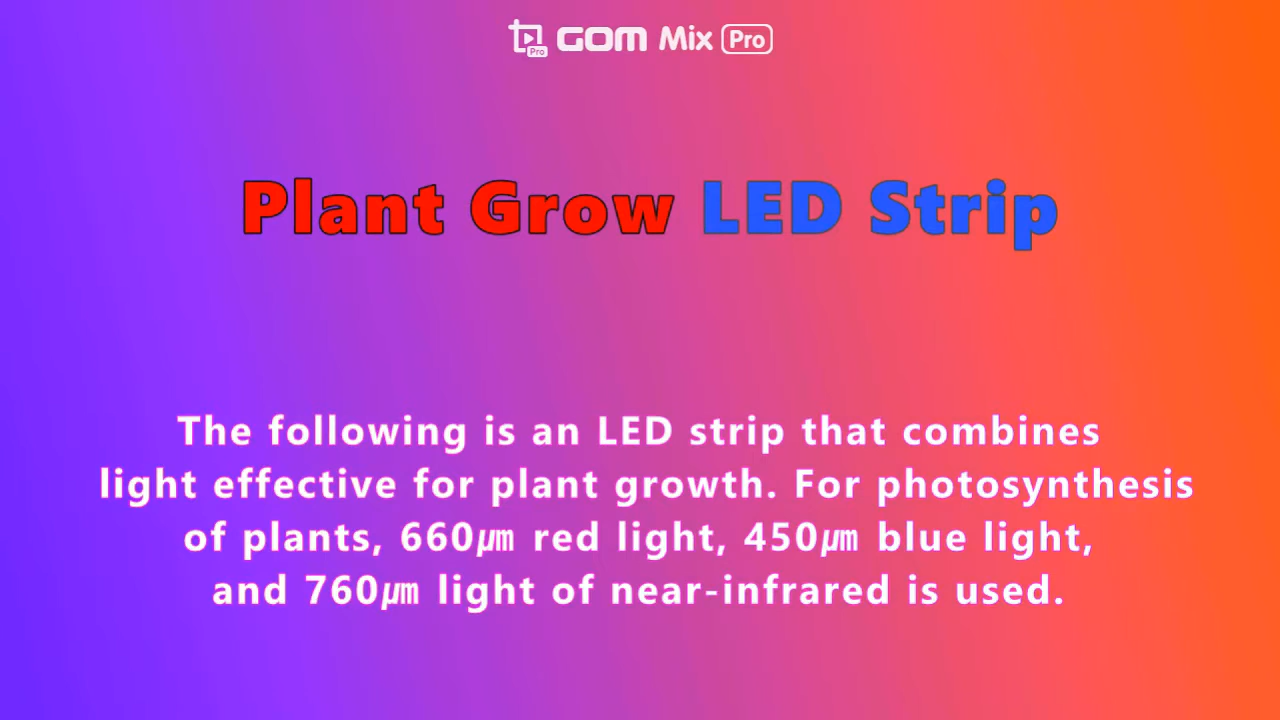 Pro GOM Mix Pro
Plant Grow LED Strip
The following is an LED strip that combines
light effective for plant growth. For photosynthesis
of plants, 660㎛ red light, 450㎛ blue light,
and 760㎛ light of near-infrared is used.